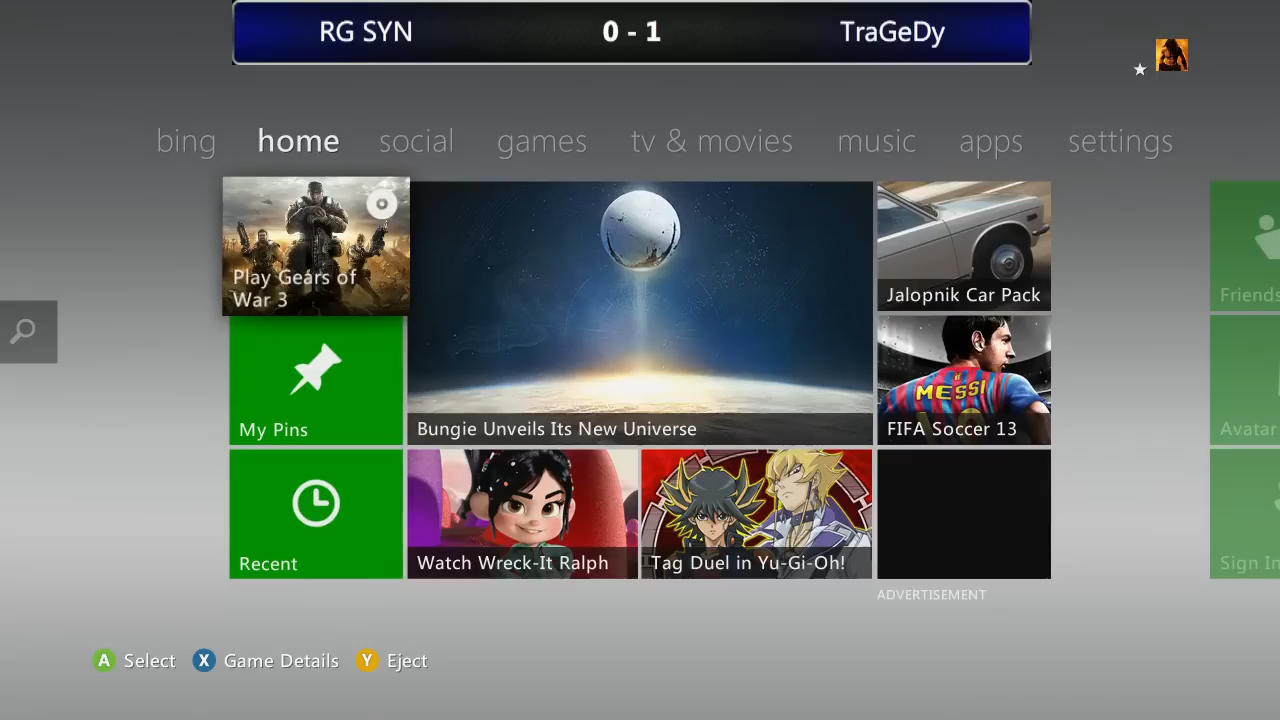 RG SYN 0 - 1 TraGeDy
bing home social games tv & movies music apps settings
Play Gears of
War 3
My Pins
Recent
Bungie Unveils Its New Universe
Watch Wreck-It Ralph
Tag Duel in Yu-Gi-Oh!
Jalopnik Car Pack
MESSI
10
FIFA Soccer 13
ADVERTISEMENT
Friends
Avatar
Sign In
A Select X Game Details Y Eject